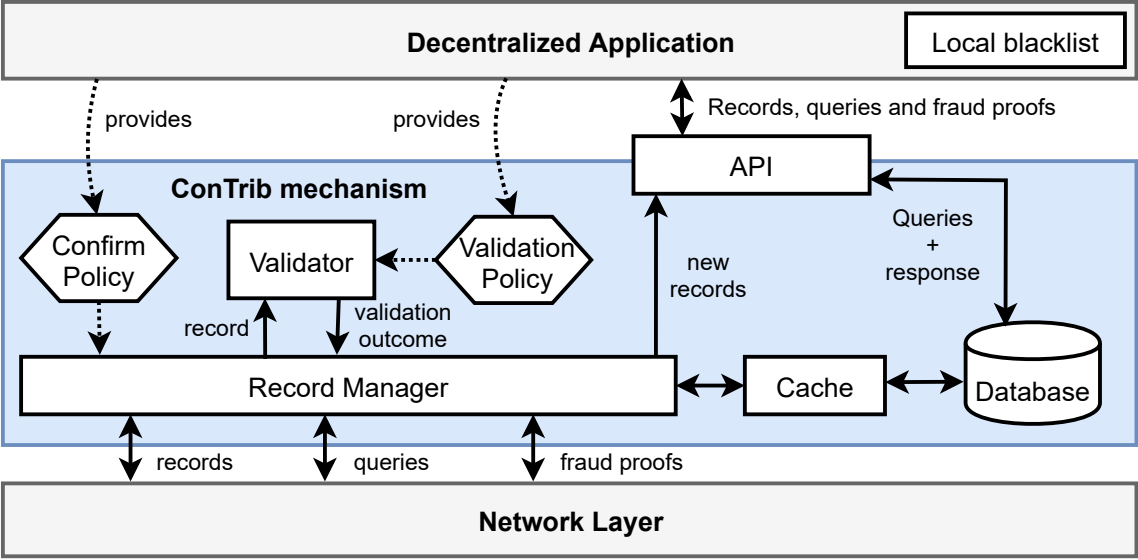 Decentralized Application
Local blacklist
provides
provides
Records, queries and fraud proofs
API
ConTrib mechanism
Confirm
Policy
Validator
Validation
Policy
Queries
+
response
new
records
record
validation
outcome
Record Manager
Cache
Database
records
queries
fraud proofs
Network Layer